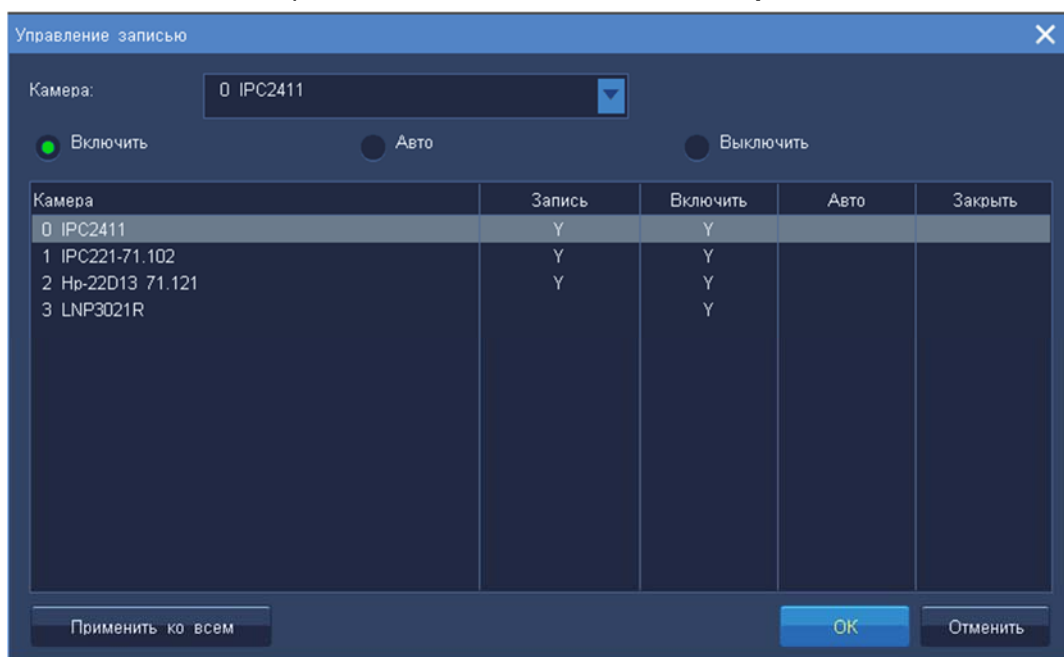 Управление записью
Камера: 0 IPC2411
Включить Авто Выключить
Камера Запись Включить Авто Закрыть
0 IPC2411 Y Y
1 IPC221-71.102 Y Y
2 Hp-22D13 71.121 Y Y
3 LNP3021R Y
Применить ко всем OK Отменить